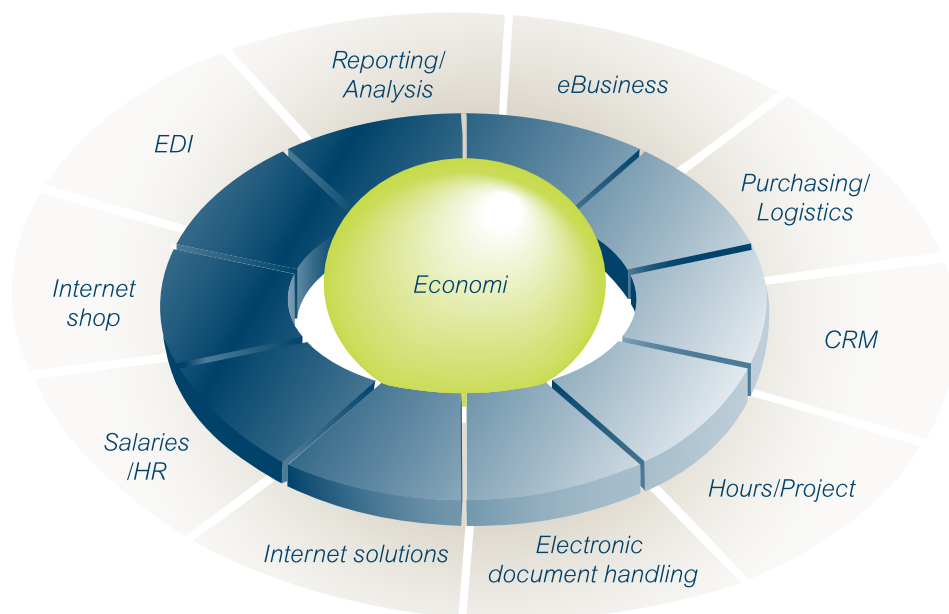 Reporting/
Analysis
eBusiness
EDI
Purchasing/
Logistics
Economi
Internet
shop
CRM
Salaries
/HR
Hours/Project
Internet solutions
Electronic
document handling